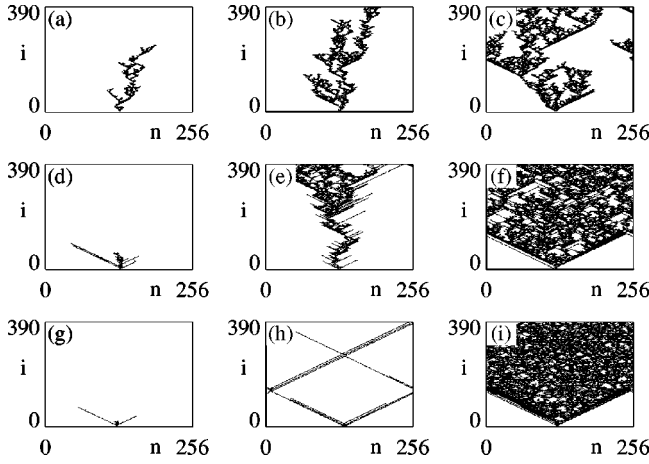 390 (a) 390 (b) 390 (c)
i i i
0 0 0
0 n 256 0 n 256 0 n 256
390 (d) 390 (e) 390 (f)
i i i
0 0 0
0 n 256 0 n 256 0 n 256
390 (g) 390 (h) 390 (i)
i i i
0 0 0
0 n 256 0 n 256 0 n 256